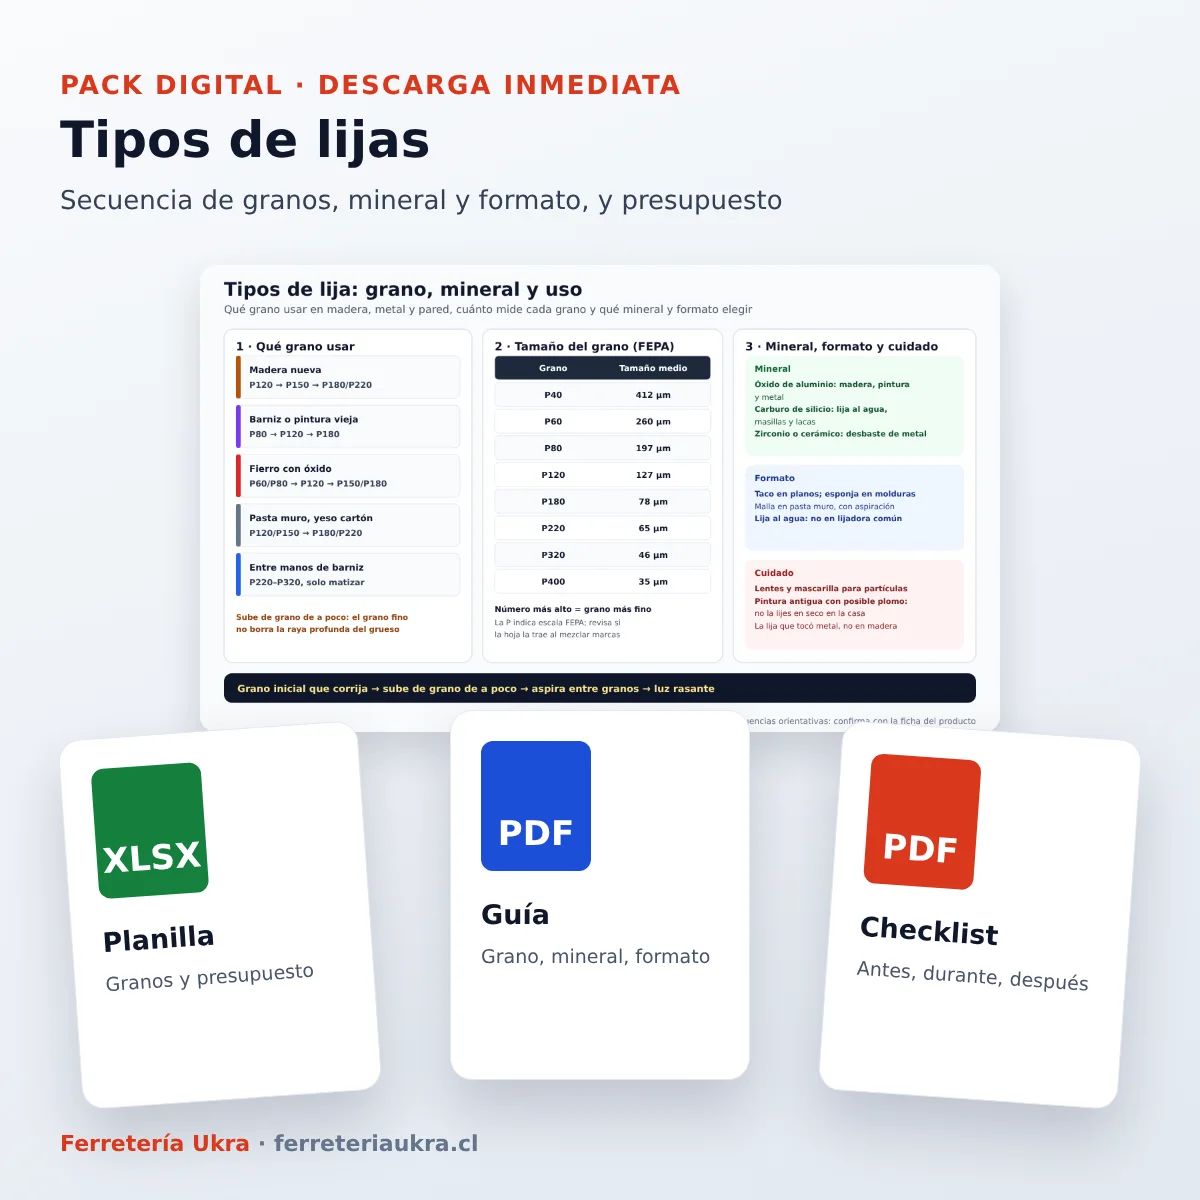 PACK DIGITAL · DESCARGA INMEDIATA
Tipos de lijas
Secuencia de granos, mineral y formato, y presupuesto
Tipos de lija: grano, mineral y uso
Qué grano usar en madera, metal y pared, cuánto mide cada grano y qué mineral y formato elegir
1 · Qué grano usar
Madera nueva
P120 → P150 → P180/P220
Barniz o pintura vieja
P80 → P120 → P180
Fierro con óxido
P60/P80 → P120 → P150/P180
Pasta muro, yeso cartón
P120/P150 → P180/P220
Entre manos de barniz
P220–P320, solo matizar
Sube de grano de a poco: el grano fino
no borra la raya profunda del grueso
2 · Tamaño del grano (FEPA)
Grano Tamaño medio
P40 412 µm
P60 260 µm
P80 197 µm
P120 127 µm
P180 78 µm
P220 65 µm
P320 46 µm
P400 35 µm
Número más alto = grano más fino
La P indica escala FEPA; revisa si
la hoja la trae al mezclar marcas
3 · Mineral, formato y cuidado
Mineral
Óxido de aluminio: madera, pintura
y metal
Carburo de silicio: lija al agua,
masillas y lacas
Zirconio o cerámico: desbaste de metal
Formato
Taco en planos; esponja en molduras
Malla en pasta muro, con aspiración
Lija al agua: no en lijadora común
Cuidado
Lentes y mascarilla para partículas
Pintura antigua con posible plomo:
no la lijes en seco en la casa
La lija que tocó metal, no en madera
Grano inicial que corrija → sube de grano de a poco → aspira entre granos → luz rasante
orientativas: confirma con la ficha del producto
XLSX
Planilla
Granos y presupuesto
PDF
Guía
Grano, mineral, formato
PDF
Checklist
Antes, durante, después
Ferretería Ukra · ferreteriaukra.cl